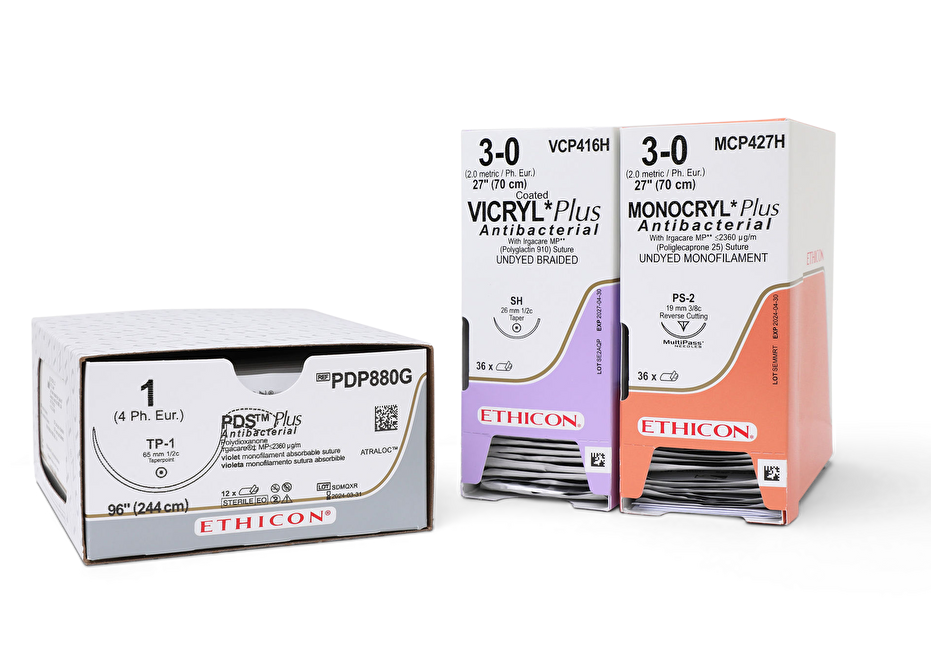 1
(4 Ph. Eur.)
TP-1
65 mm 1/2c
Taperpoint
96" (244 cm)
REF PDP880G
PDS™ Plus
Antibacterial
Polydioxanone
Irgacare®¶ MP≤2360 µg/m
violet monofilament absorbable suture
violeta monofilamento sutura absorbible
ATRALOC™
12 x
STERILE EO
LOT SDMQXR
2024-03-31
ETHICON®
3-0
VCP416H
(2.0 metric / Ph. Eur.)
27" (70 cm)
Coated
VICRYL* Plus
Antibacterial
With Irgacare MP**
(Polyglactin 910) Suture
UNDYED BRAIDED
SH
26 mm 1/2c
Taper
LOT SE2AQP EXP 2027-04-30
36 x
ETHICON®
3-0
MCP427H
(2.0 metric / Ph. Eur.)
27" (70 cm)
MONOCRYL* Plus
Antibacterial
With Irgacare MP** ≤2360 µg/m
(Poliglecaprone 25) Suture
UNDYED MONOFILAMENT
PS-2
19 mm 3/8c
Reverse Cutting
MultiPass*
NEEDLES
LOT SEMMRT EXP 2024-04-30
36 x
ETHICON®
ETHICON